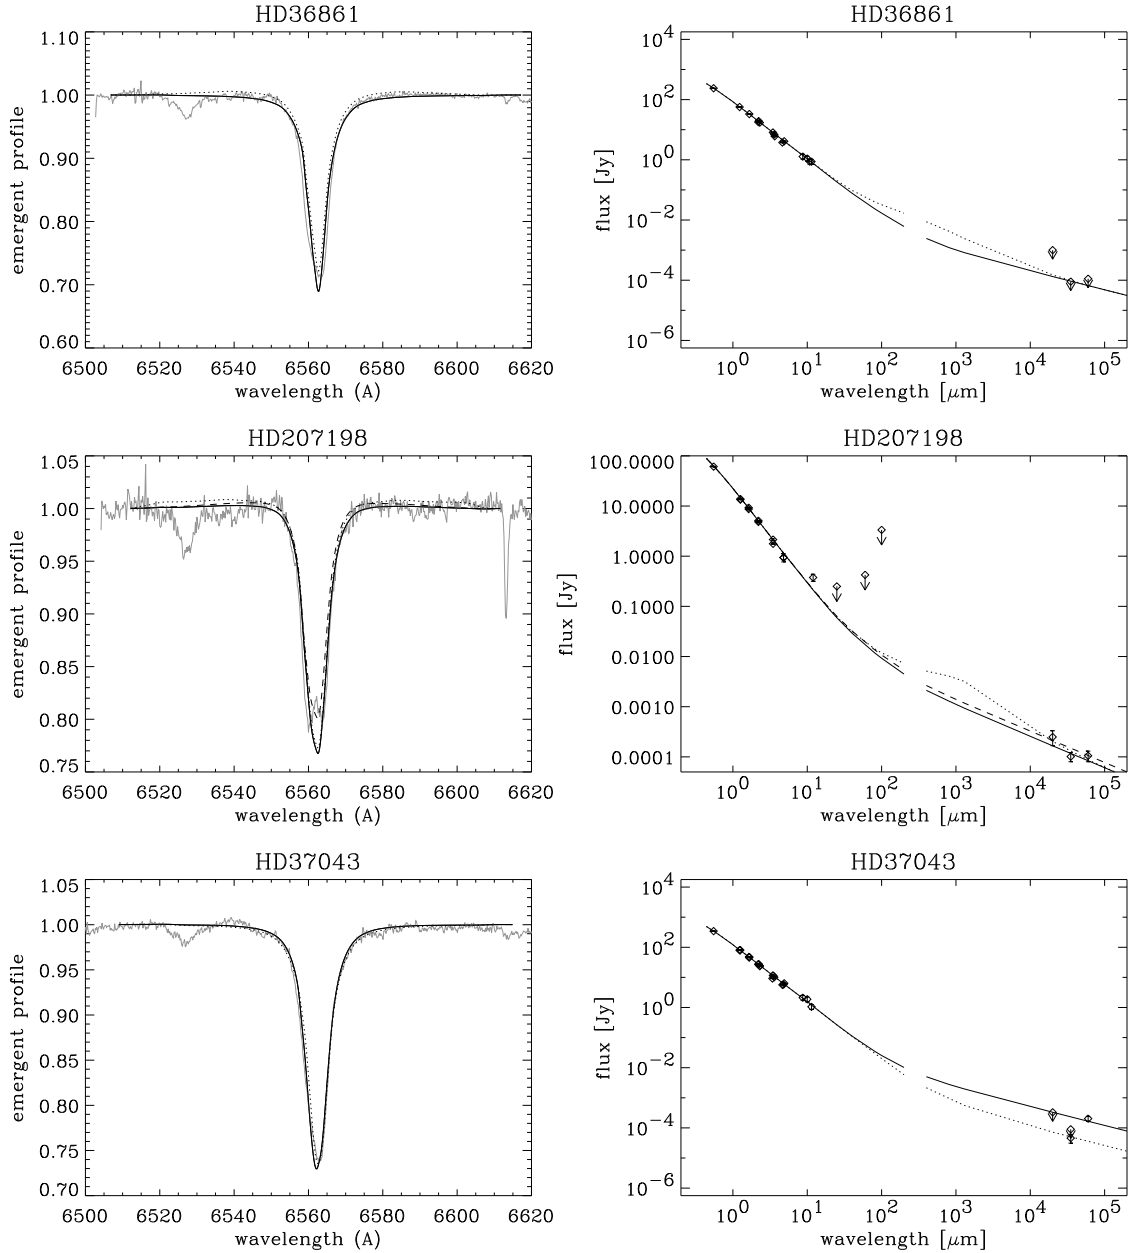 HD36861
HD36861
1.10
1.00
0.90
0.80
0.70
0.60
emergent profile
6500 6520 6540 6560 6580 6600 6620
wavelength (A)
10^4
10^2
10^0
10^-2
10^-4
10^-6
flux [Jy]
10^0 10^1 10^2 10^3 10^4 10^5
wavelength [μm]
HD207198
HD207198
1.05
1.00
0.95
0.90
0.85
0.80
0.75
emergent profile
6500 6520 6540 6560 6580 6600 6620
wavelength (A)
100.0000
10.0000
1.0000
0.1000
0.0100
0.0010
0.0001
flux [Jy]
10^0 10^1 10^2 10^3 10^4 10^5
wavelength [μm]
HD37043
HD37043
1.05
1.00
0.95
0.90
0.85
0.80
0.75
0.70
emergent profile
6500 6520 6540 6560 6580 6600 6620
wavelength (A)
10^4
10^2
10^0
10^-2
10^-4
10^-6
flux [Jy]
10^0 10^1 10^2 10^3 10^4 10^5
wavelength [μm]